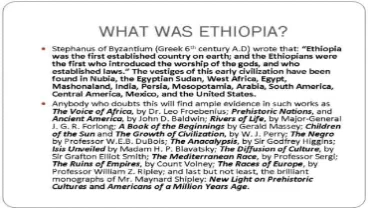 WHAT WAS ETHIOPIA?
Stephanus of Byzantium (Greek 6th century A.D) wrote that: "Ethiopia
was the first established country on earth; and the Ethiopians were
the first who introduced the worship of the gods, and who
established laws." The vestiges of this early civilization have been
found in Nubia, the Egyptian Sudan, West Africa, Egypt,
Mashonaland, India, Persia, Mesopotamia, Arabia, South America,
Central America, Mexico, and the United States.
Anybody who doubts this will find ample evidence in such works as
The Voice of Africa, by Dr. Leo Froebenius; Prehistoric Nations, and
Ancient America, by John D. Baldwin; Rivers of Life, by Major-General
J. G. R. Forlong; A Book of the Beginnings by Gerald Massey; Children
of the Sun and The Growth of Civilization, by W. J. Perry; The Negro
by Professor W.E.B. DuBois; The Anacalypsis, by Sir Godfrey Higgins;
Isis Unveiled by Madam H. P. Blavatsky; The Diffusion of Culture, by
Sir Grafton Elliot Smith; The Mediterranean Race, by Professor Sergi;
The Ruins of Empires, by Count Volney; The Races of Europe, by
Professor William Z. Ripley; and last but not least, the brilliant
monographs of Mr. Maynard Shipley: New Light on Prehistoric
Cultures and Americans of a Million Years Age.